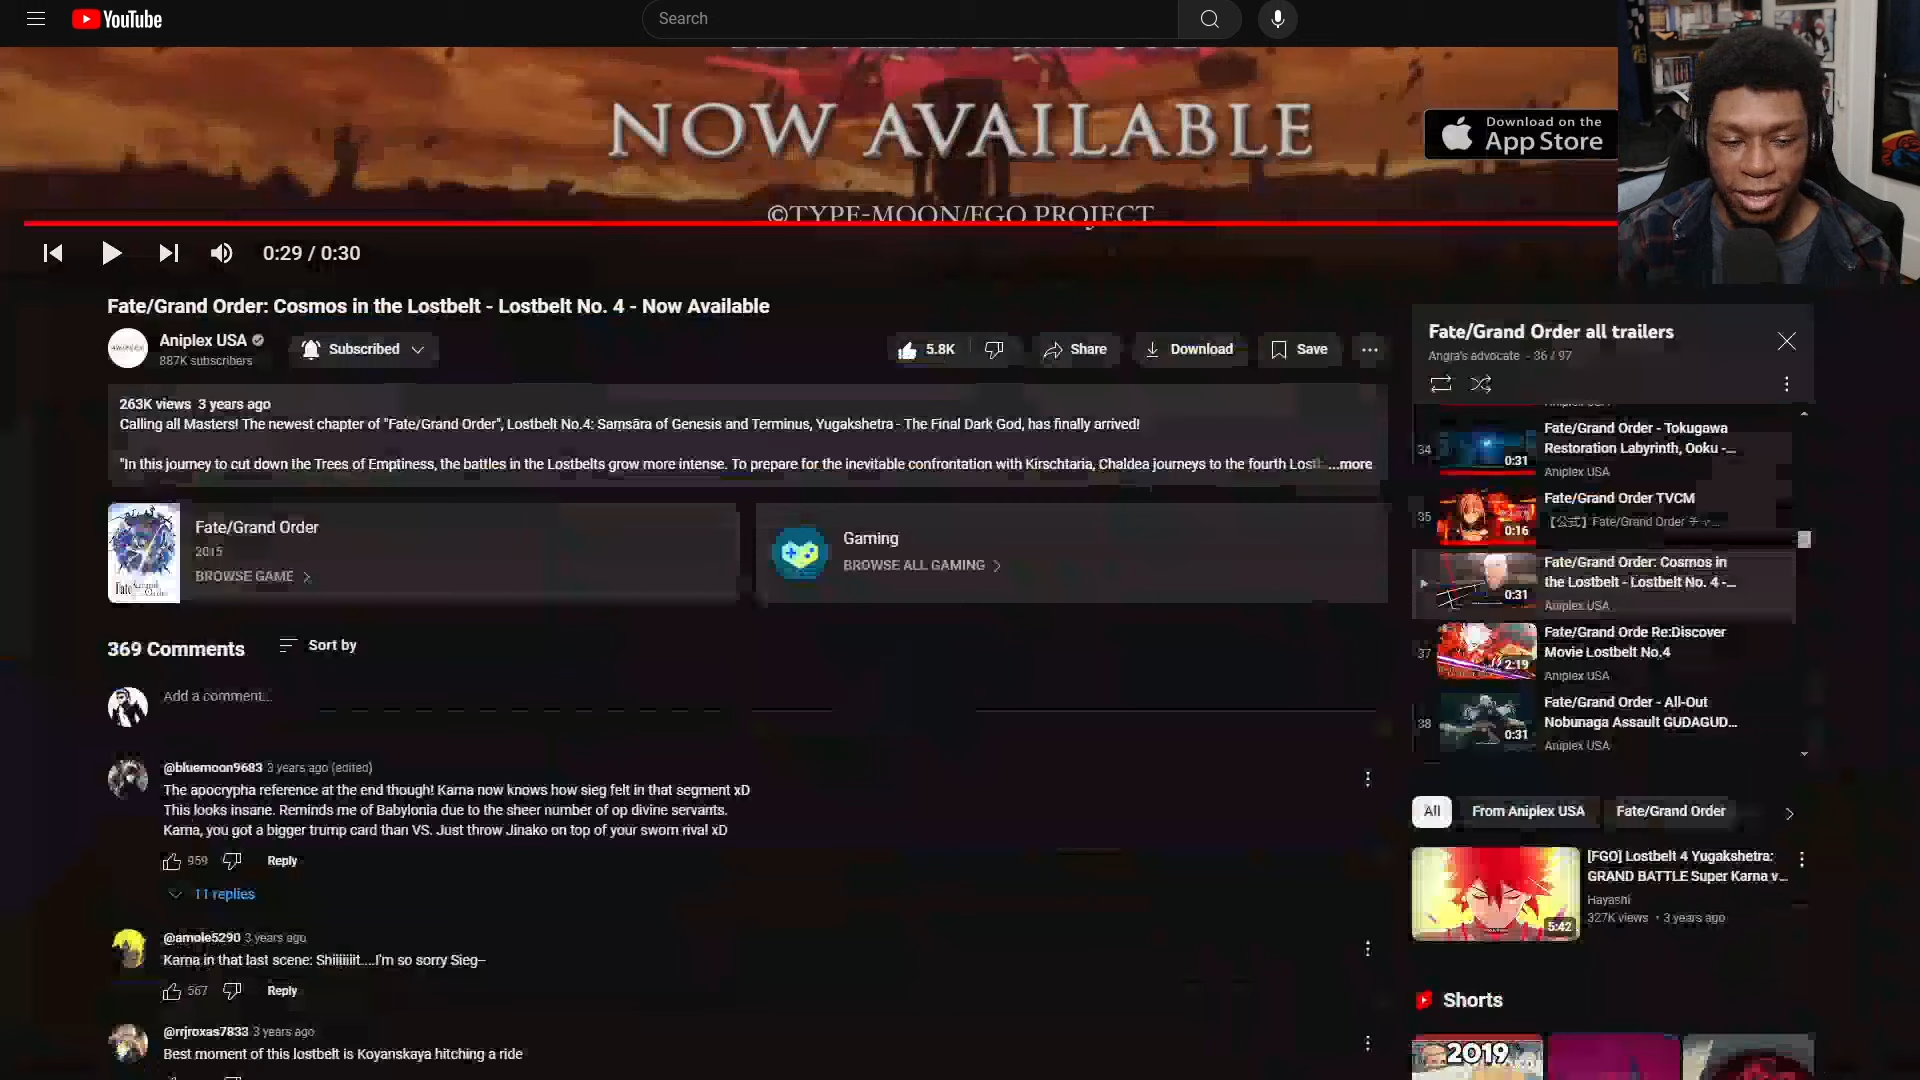 YouTube
Search
NOW AVAILABLE
Download on the
App Store
©TYPE-MOON/FGO PROJECT
0:29 / 0:30
Fate/Grand Order: Cosmos in the Lostbelt - Lostbelt No. 4 - Now Available
Aniplex USA
887K subscribers
Subscribed
5.8K
Share
Download
Save
263K views 3 years ago
Calling all Masters! The newest chapter of "Fate/Grand Order", Lostbelt No.4: Samsāra of Genesis and Terminus, Yugakshetra - The Final Dark God, has finally arrived!
"In this journey to cut down the Trees of Emptiness, the battles in the Lostbelts grow more intense. To prepare for the inevitable confrontation with Kirschtaria, Chaldea journeys to the fourth Lost ...more
Fate/Grand Order
2015
BROWSE GAME
Gaming
BROWSE ALL GAMING
369 Comments
Sort by
Add a comment...
@bluemoon9683 3 years ago (edited)
The apocrypha reference at the end though! Karna now knows how sieg felt in that segment xD
This looks insane. Reminds me of Babylonia due to the sheer number of op divine servants.
Karna, you got a bigger trump card than VS. Just throw Jinako on top of your sworn rival xD
959
Reply
11 replies
@amole5290 3 years ago
Karna in that last scene: Shiiiiiiit....I'm so sorry Sieg--
567
Reply
@rrjroxas7833 3 years ago
Best moment of this lostbelt is Koyanskaya hitching a ride
Fate/Grand Order all trailers
Angra's advocate - 36 / 97
34
0:31
Fate/Grand Order - Tokugawa
Restoration Labyrinth, Ooku -...
Aniplex USA
35
0:16
Fate/Grand Order TVCM
【公式】Fate/Grand Order チャ...
0:31
Fate/Grand Order: Cosmos in
the Lostbelt - Lostbelt No. 4 -...
Aniplex USA
37
2:19
Fate/Grand Orde Re:Discover
Movie Lostbelt No.4
Aniplex USA
38
0:31
Fate/Grand Order - All-Out
Nobunaga Assault GUDAGUD...
Aniplex USA
All
From Aniplex USA
Fate/Grand Order
5:42
[FGO] Lostbelt 4 Yugakshetra:
GRAND BATTLE Super Karna v...
Hayashi
327K views • 3 years ago
Shorts
2019